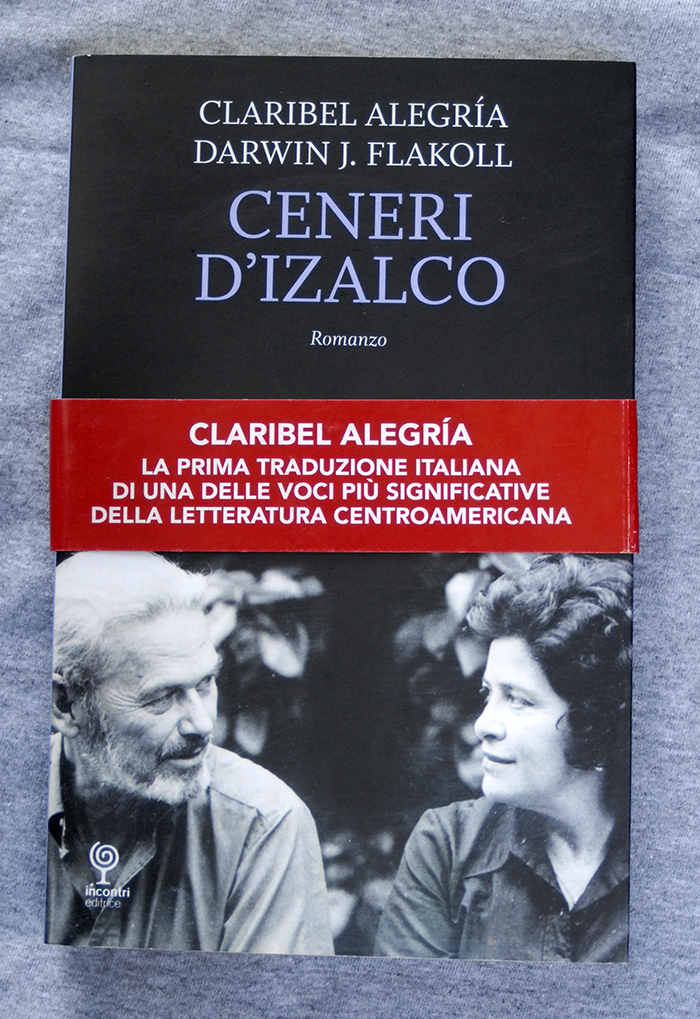 CLARIBEL ALEGRÍA
DARWIN J. FLAKOLL
CENERI
D'IZALCO
Romanzo
CLARIBEL ALEGRÍA
LA PRIMA TRADUZIONE ITALIANA
DI UNA DELLE VOCI PIÙ SIGNIFICATIVE
DELLA LETTERATURA CENTROAMERICANA
incontri
editrice